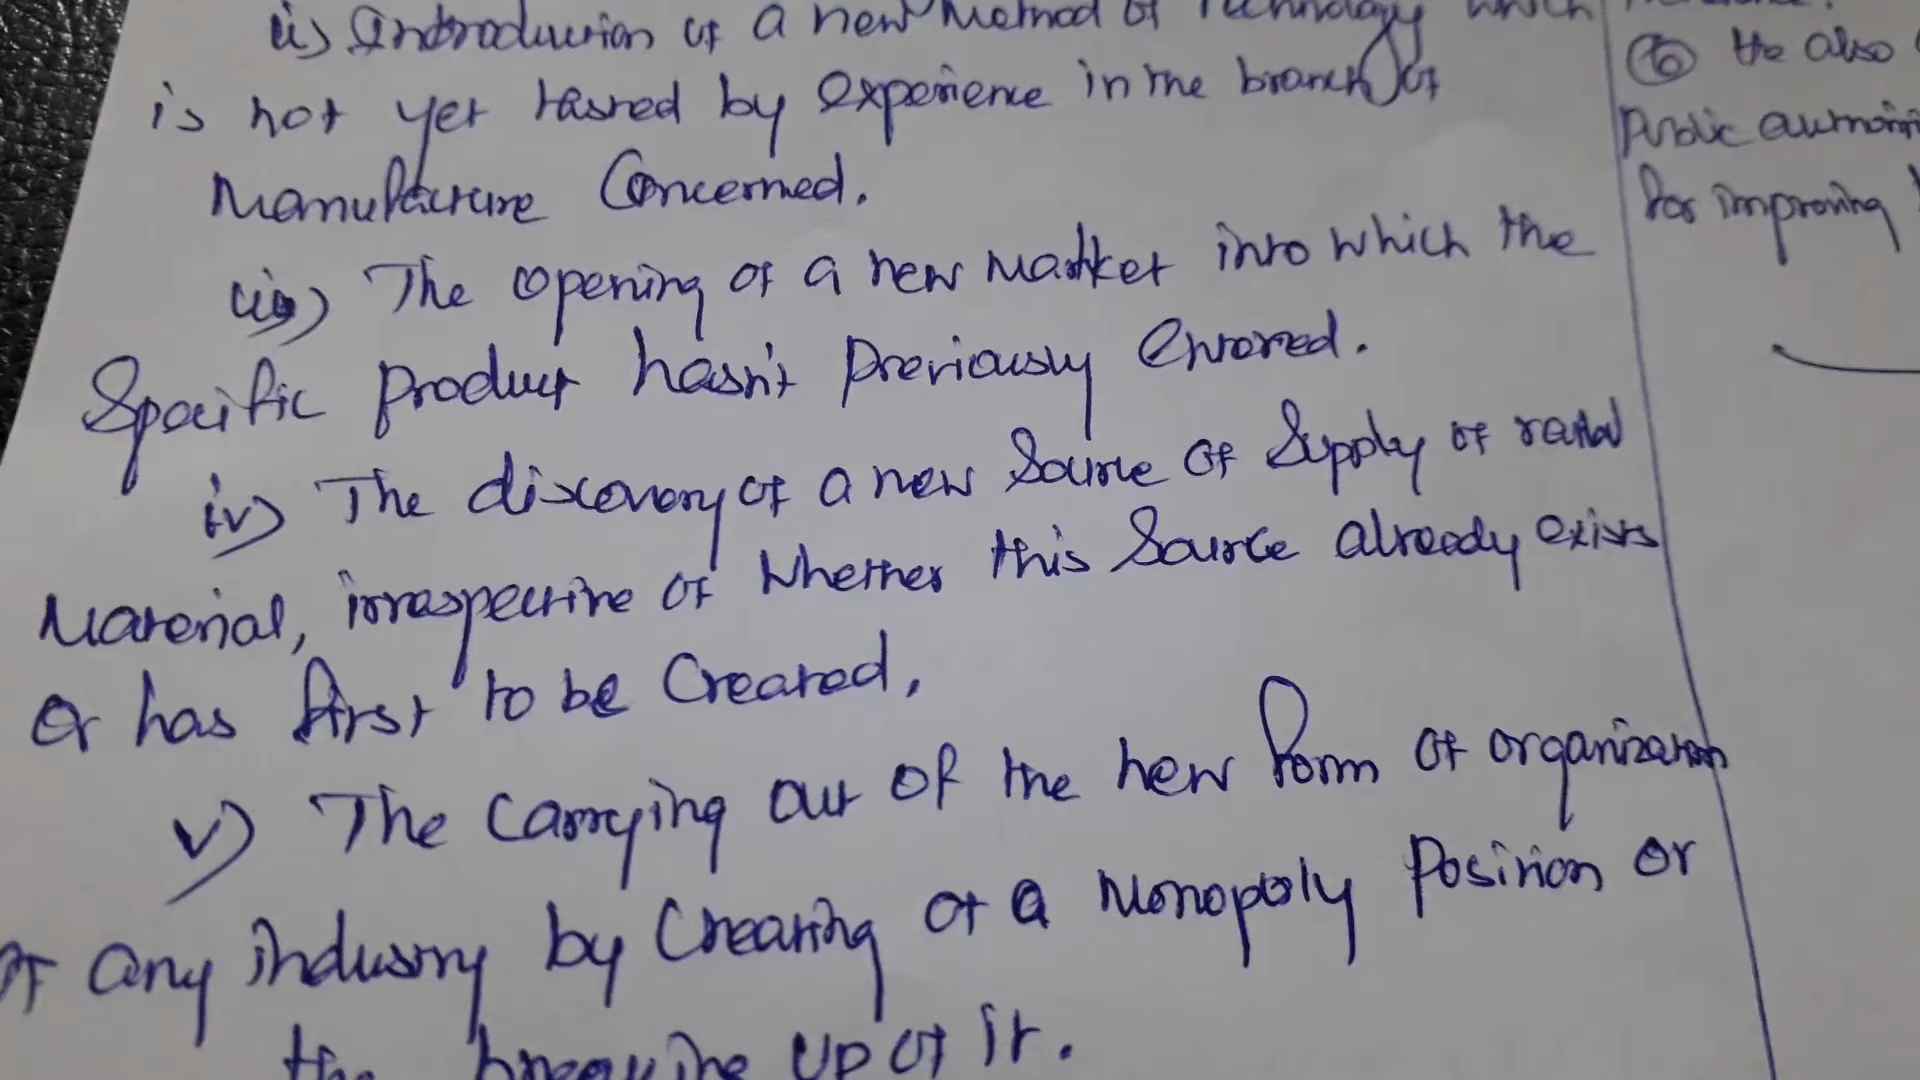 ii) Introduction of a new Method of Technology which
is not yet tested by experience in the branch of
Manufacture Concerned.
iii) The opening of a new Market into which the
Specific product hasn't Previously Entered.
iv) The discovery of a new Source of Supply of
Material, irrespective of Whether this Source already exists
or has first to be Created,
v) The Carrying out of the new form of organization
of any industry by Creating of a Monopoly Position or
the breaking up of it.
6 He also
Public
for improving